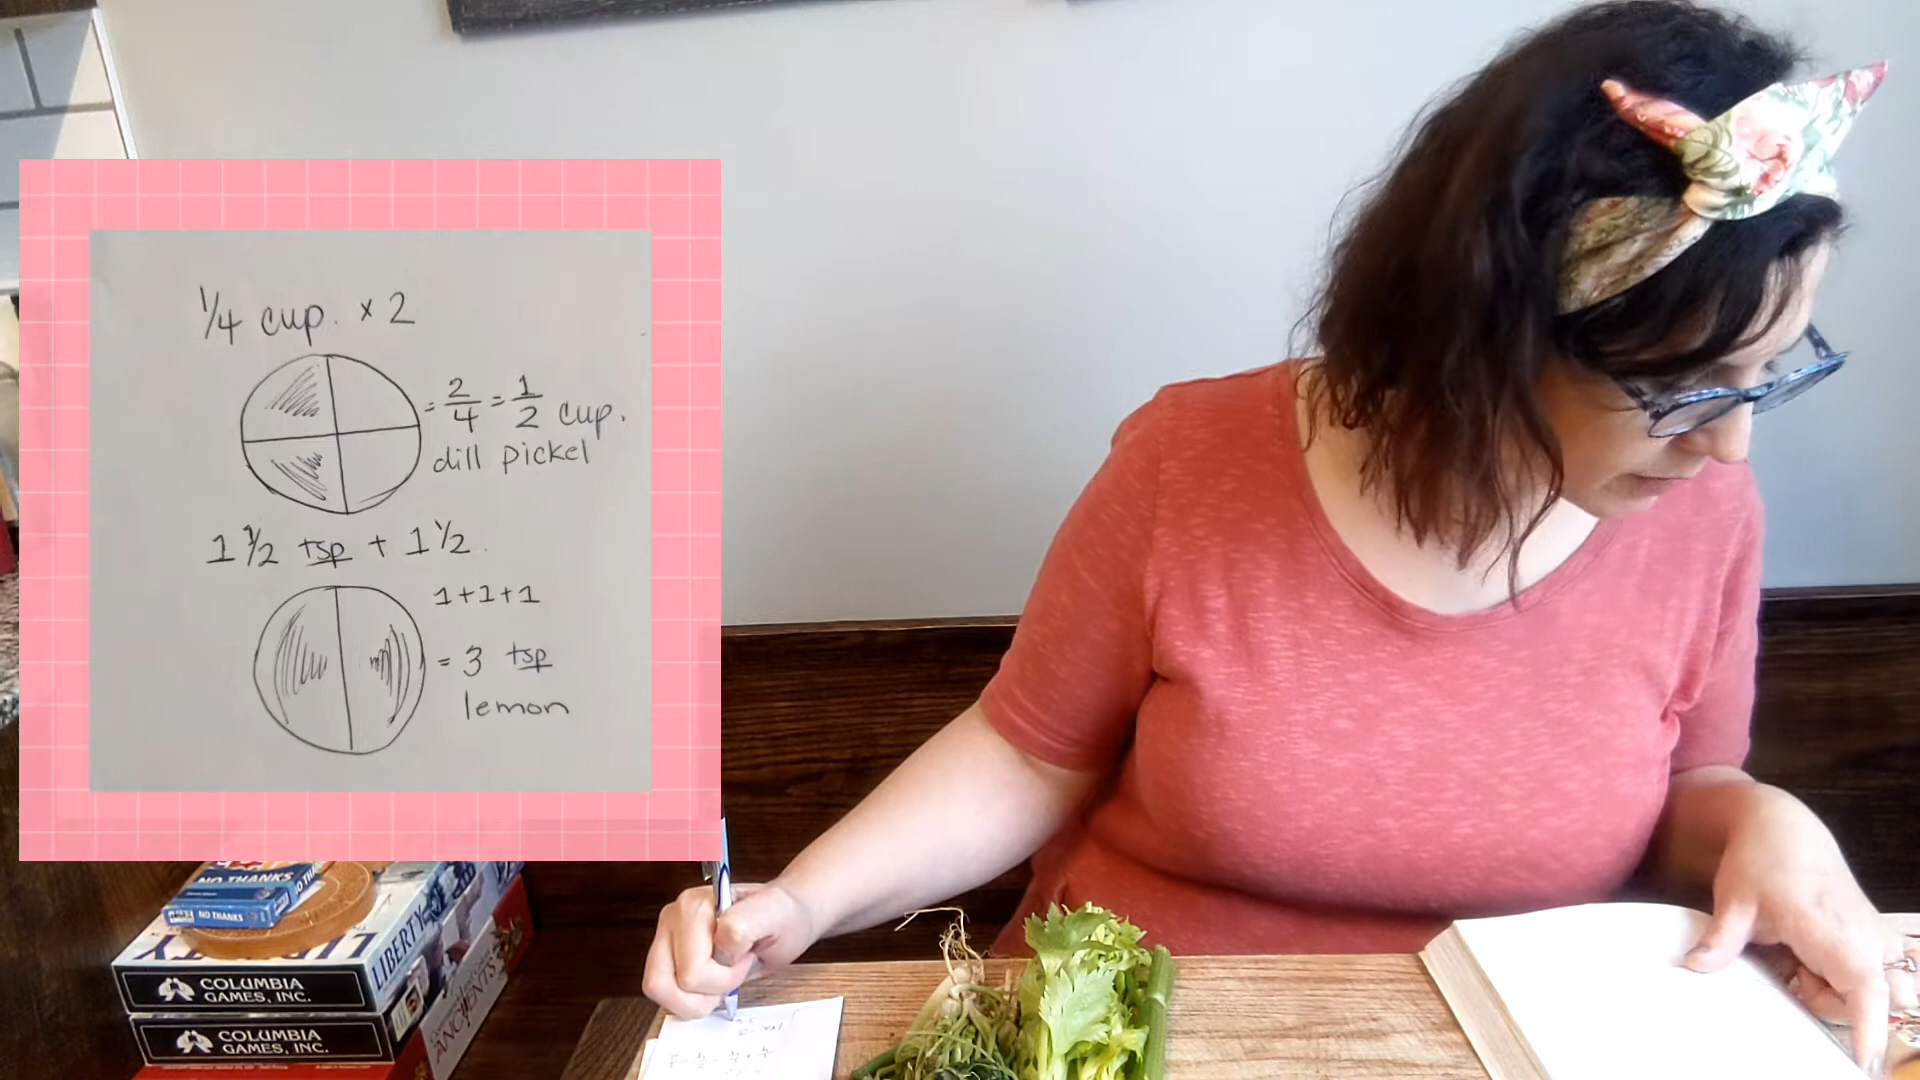 1/4 cup. × 2
= 2/4 = 1/2 cup.
dill pickel
1 1/2 tsp + 1 1/2.
1+1+1
= 3 tsp
lemon
NO THANKS
NO THANKS
LIBERTY
COLUMBIA
GAMES, INC.
COLUMBIA
GAMES, INC.
ANCIENTS